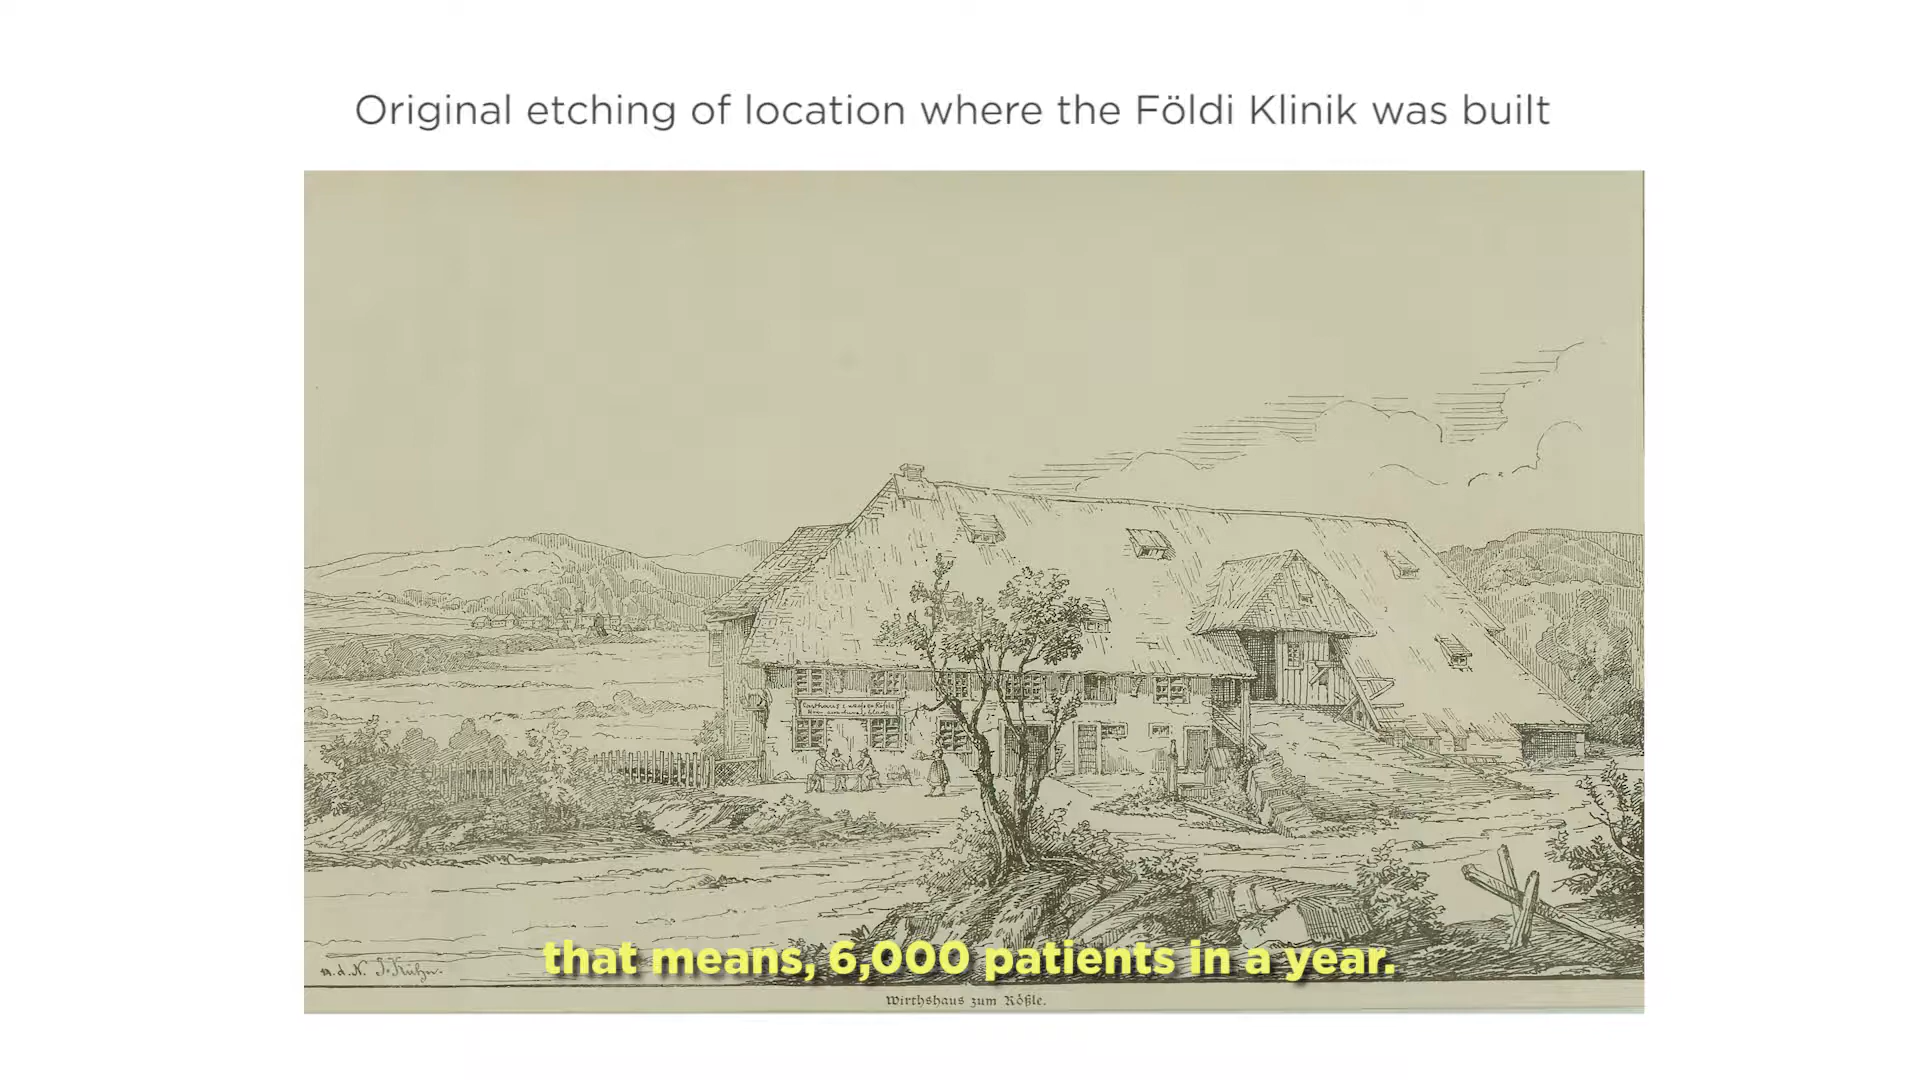 Original etching of location where the Földi Klinik was built
that means, 6,000 patients in a year.
Wirthshaus zum Rößle.